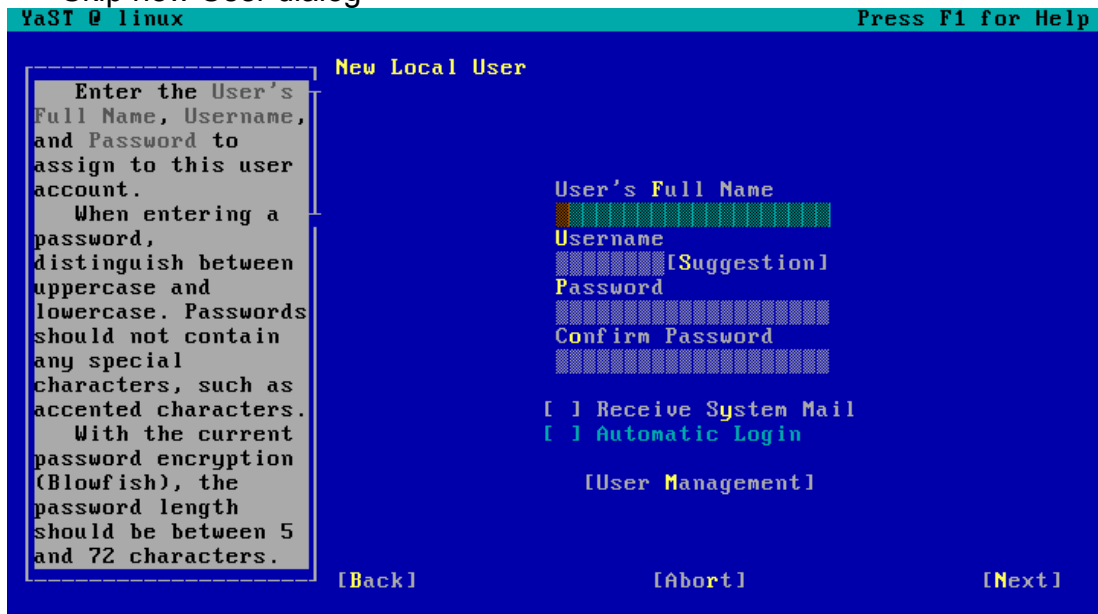 Skip new User dialog
YaST @ linux Press F1 for Help
New Local User
Enter the User's
Full Name, Username,
and Password to
assign to this user
account.
When entering a
password,
distinguish between
uppercase and
lowercase. Passwords
should not contain
any special
characters, such as
accented characters.
With the current
password encryption
(Blowfish), the
password length
should be between 5
and 72 characters.
User's Full Name
Username
[Suggestion]
Password
Confirm Password
[ ] Receive System Mail
[ ] Automatic Login
[User Management]
[Back] [Abort] [Next]